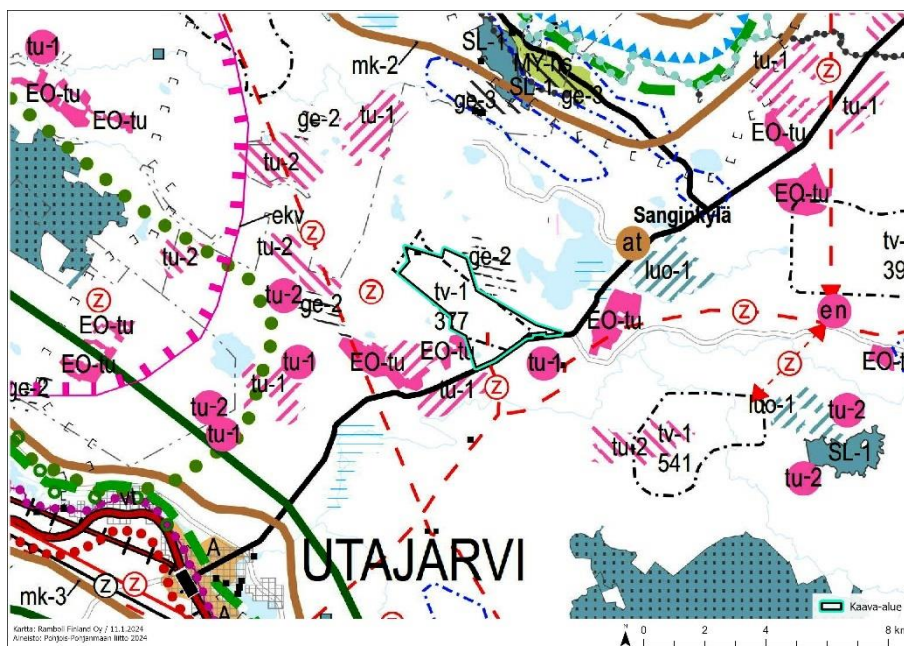 SL-1
tu-1
mk-2
MY-hs
tu-1
Z
SL-1
EO-tu
ge-3
ge-3
tu-1
EO-tu
ge-2
tu-1
EO-tu
tu-2
EO-tu
ekv
Sanginkylä
Z
at
tu-2
tu-2
ge-2
luo-1
tv-
39
Z
tu-2
ge-2
Z
tv-1
377
en
EO-tu
EO-tu
Z
EO-tu
EO-tu
EO-tu
tu-1
tu-1
Z
EO-t
ge-2
tu-1
tu-1
Z
luo-1
tu-2
tu-2
tu-1
tu-2
tv-1
541
SL-1
tu-2
vt
A
UTAJÄRVI
Z
Z
mk-3
A
Z
Kaava-alue
Kartta: Ramboll Finland Oy / 11.1.2024
Aineisto: Pohjois-Pohjanmaan liitto 2024
N
0 2 4 6 8 km